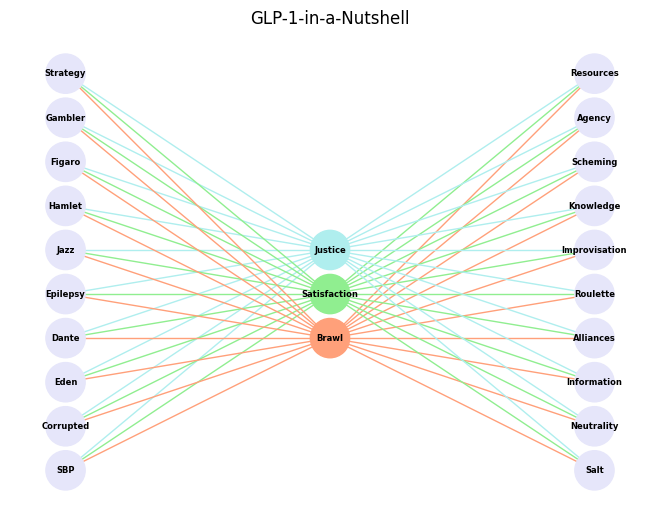 GLP-1-in-a-Nutshell
Strategy
Gambler
Figaro
Hamlet
Jazz
Epilepsy
Dante
Eden
Corrupted
SBP
Justice
Satisfaction
Brawl
Resources
Agency
Scheming
Knowledge
Improvisation
Roulette
Alliances
Information
Neutrality
Salt